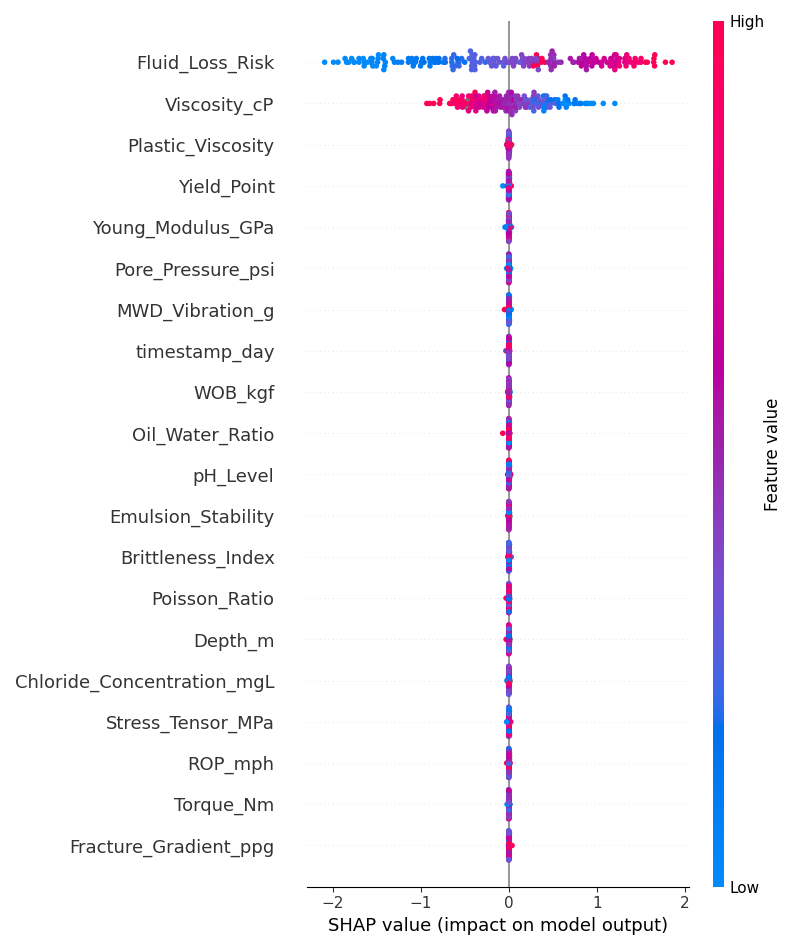 High
Fluid_Loss_Risk
Viscosity_cP
Plastic_Viscosity
Yield_Point
Young_Modulus_GPa
Pore_Pressure_psi
MWD_Vibration_g
timestamp_day
WOB_kgf
Oil_Water_Ratio
pH_Level
Emulsion_Stability
Brittleness_Index
Poisson_Ratio
Depth_m
Chloride_Concentration_mgL
Stress_Tensor_MPa
ROP_mph
Torque_Nm
Fracture_Gradient_ppg
Feature value
Low
−2 −1 0 1 2
SHAP value (impact on model output)